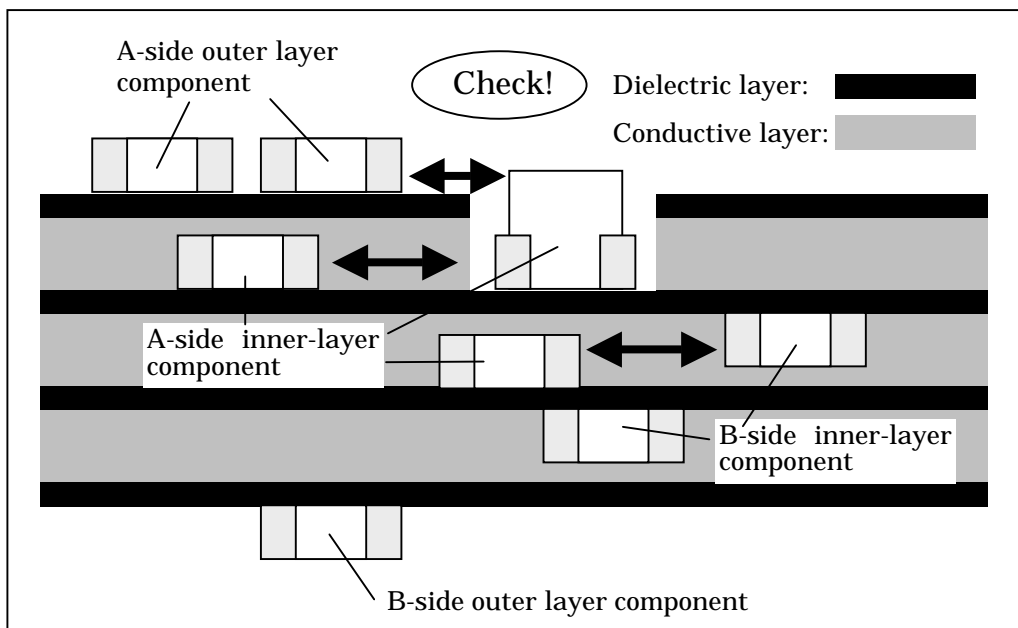 A-side outer layer
component
Check!
Dielectric layer:
Conductive layer:
A-side inner-layer
component
B-side inner-layer
component
B-side outer layer component